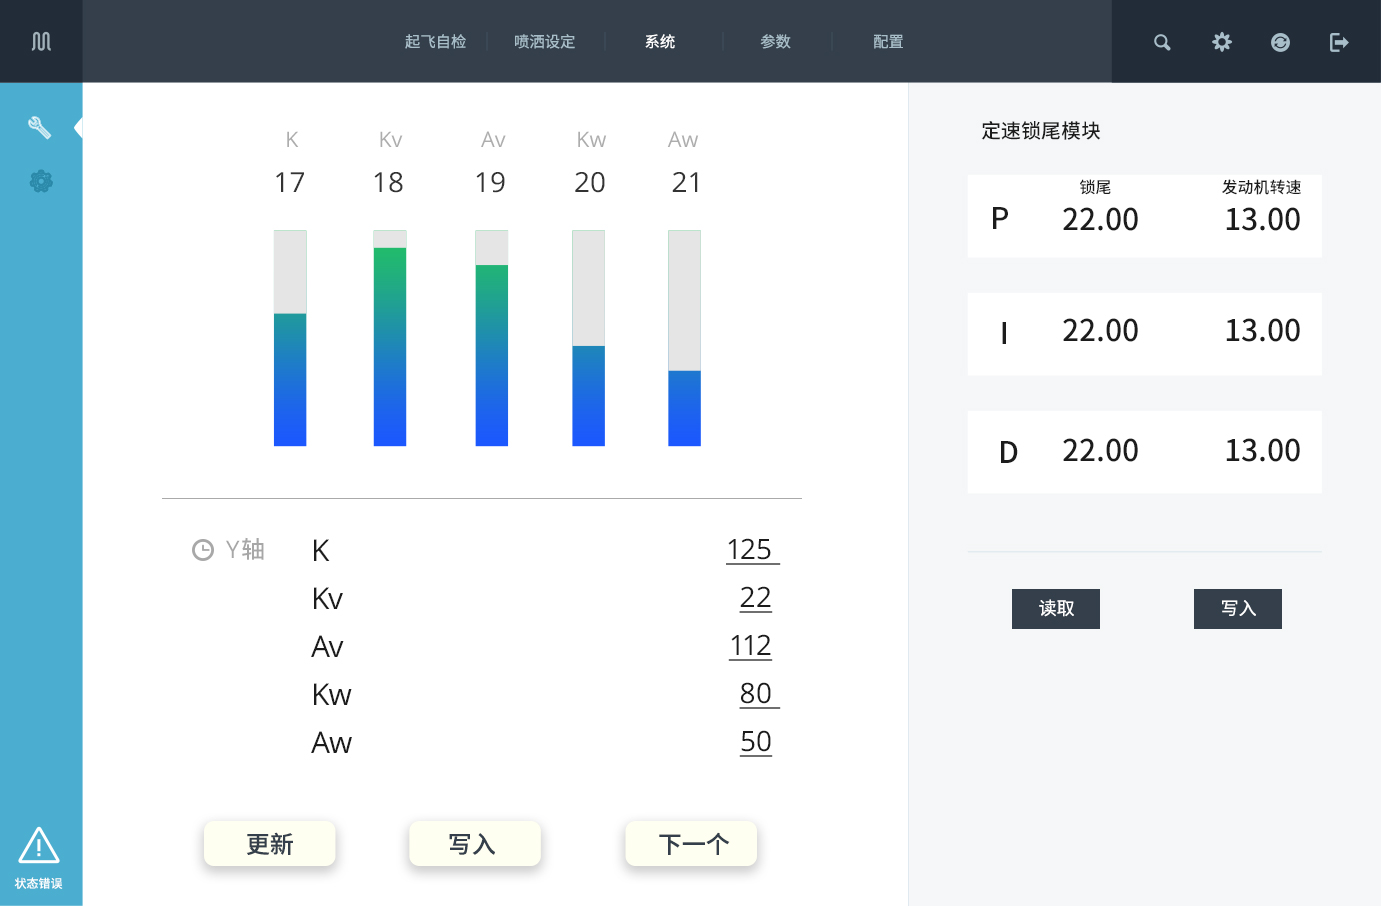 起飞自检 喷洒设定 系统 参数 配置
K Kv Av Kw Aw
17 18 19 20 21
Y轴 K 125
Kv 22
Av 112
Kw 80
Aw 50
更新 写入 下一个
状态错误
定速锁尾模块
锁尾 发动机转速
P 22.00 13.00
I 22.00 13.00
D 22.00 13.00
读取 写入